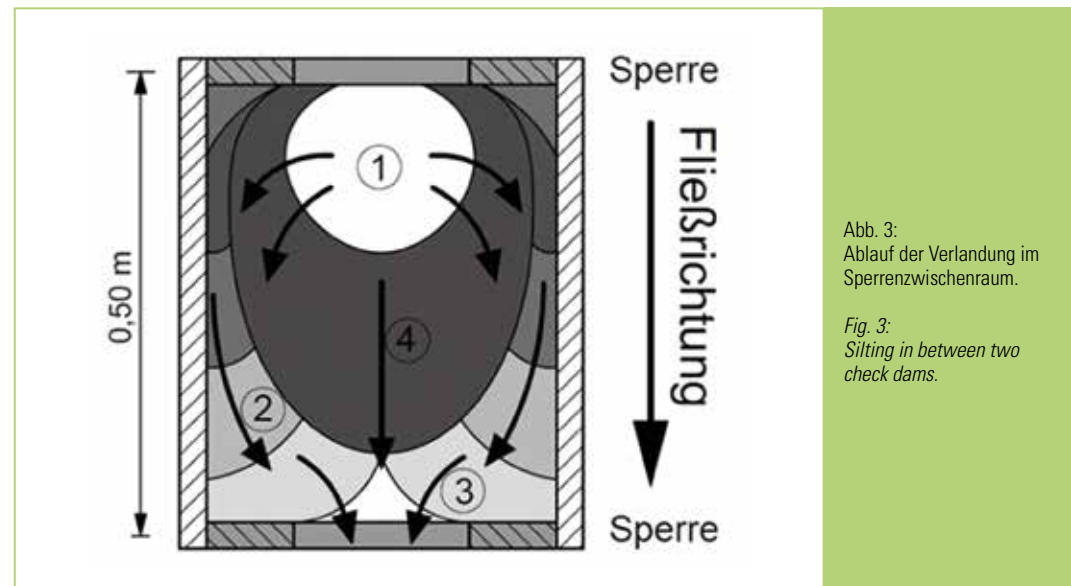 Sperre
Fließrichtung
0,50 m
1
4
2
3
Sperre
Abb. 3:
Ablauf der Verlandung im
Sperrenzwischenraum.
Fig. 3:
Silting in between two
check dams.